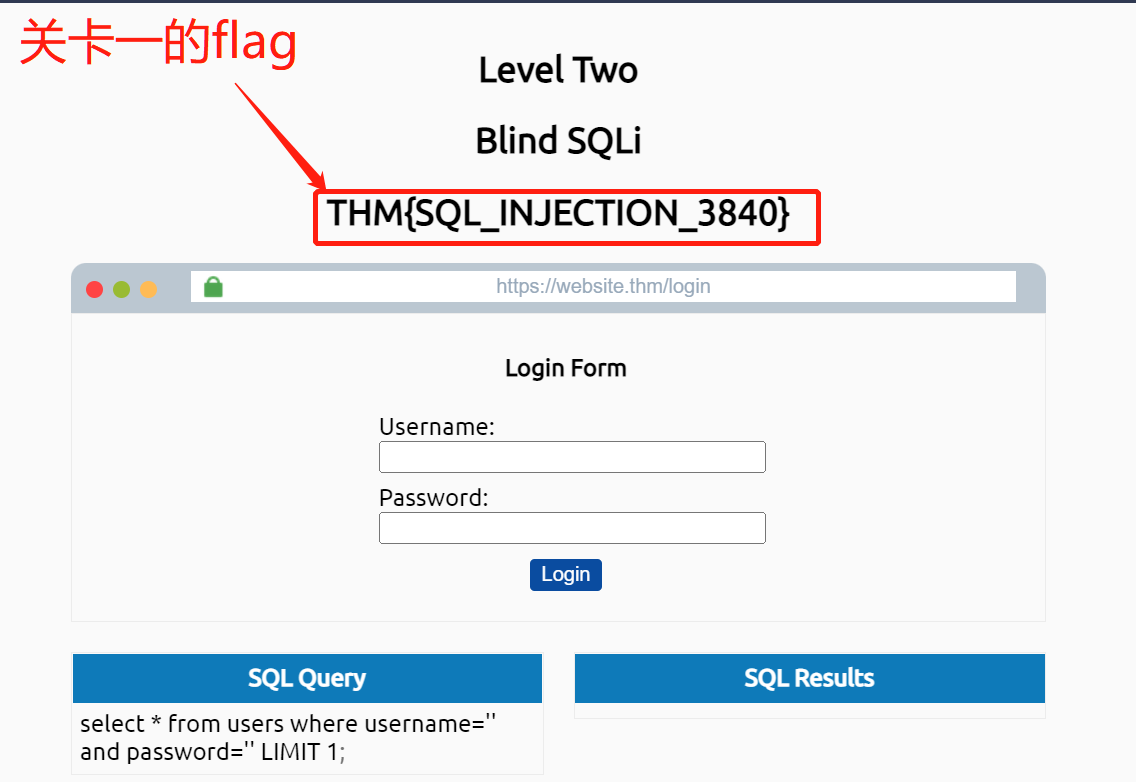 关卡一的flag
Level Two
Blind SQLi
THM{SQL_INJECTION_3840}
https://website.thm/login
Login Form
Username:
Password:
Login
SQL Query
select * from users where username=''
and password='' LIMIT 1;
SQL Results